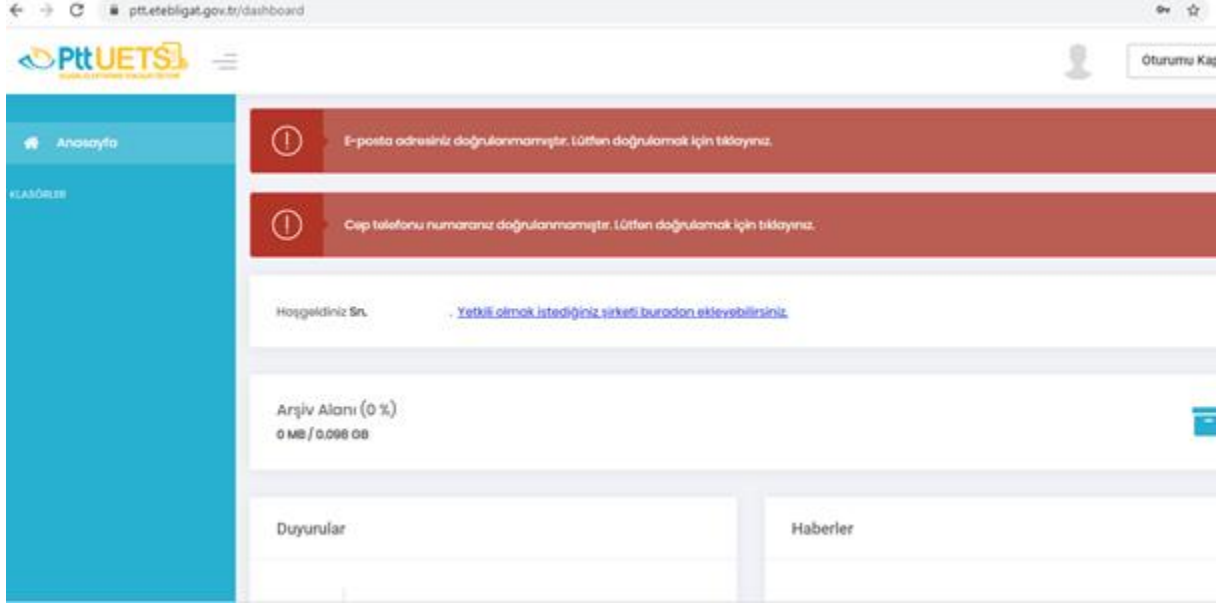 ptt.etebligat.gov.tr/dashboard
Ptt UETS
Oturumu Kap
Anasayfa
E-posta adresiniz doğrulanmamıştır. Lütfen doğrulamak için tıklayınız.
KLASÖRLER
Cep telefonu numaranız doğrulanmamıştır. Lütfen doğrulamak için tıklayınız.
Hoşgeldiniz Sn. . Yetkili olmak istediğiniz şirketi buradan ekleyebilirsiniz.
Arşiv Alanı (0 %)
0 MB / 0.098 GB
Duyurular
Haberler